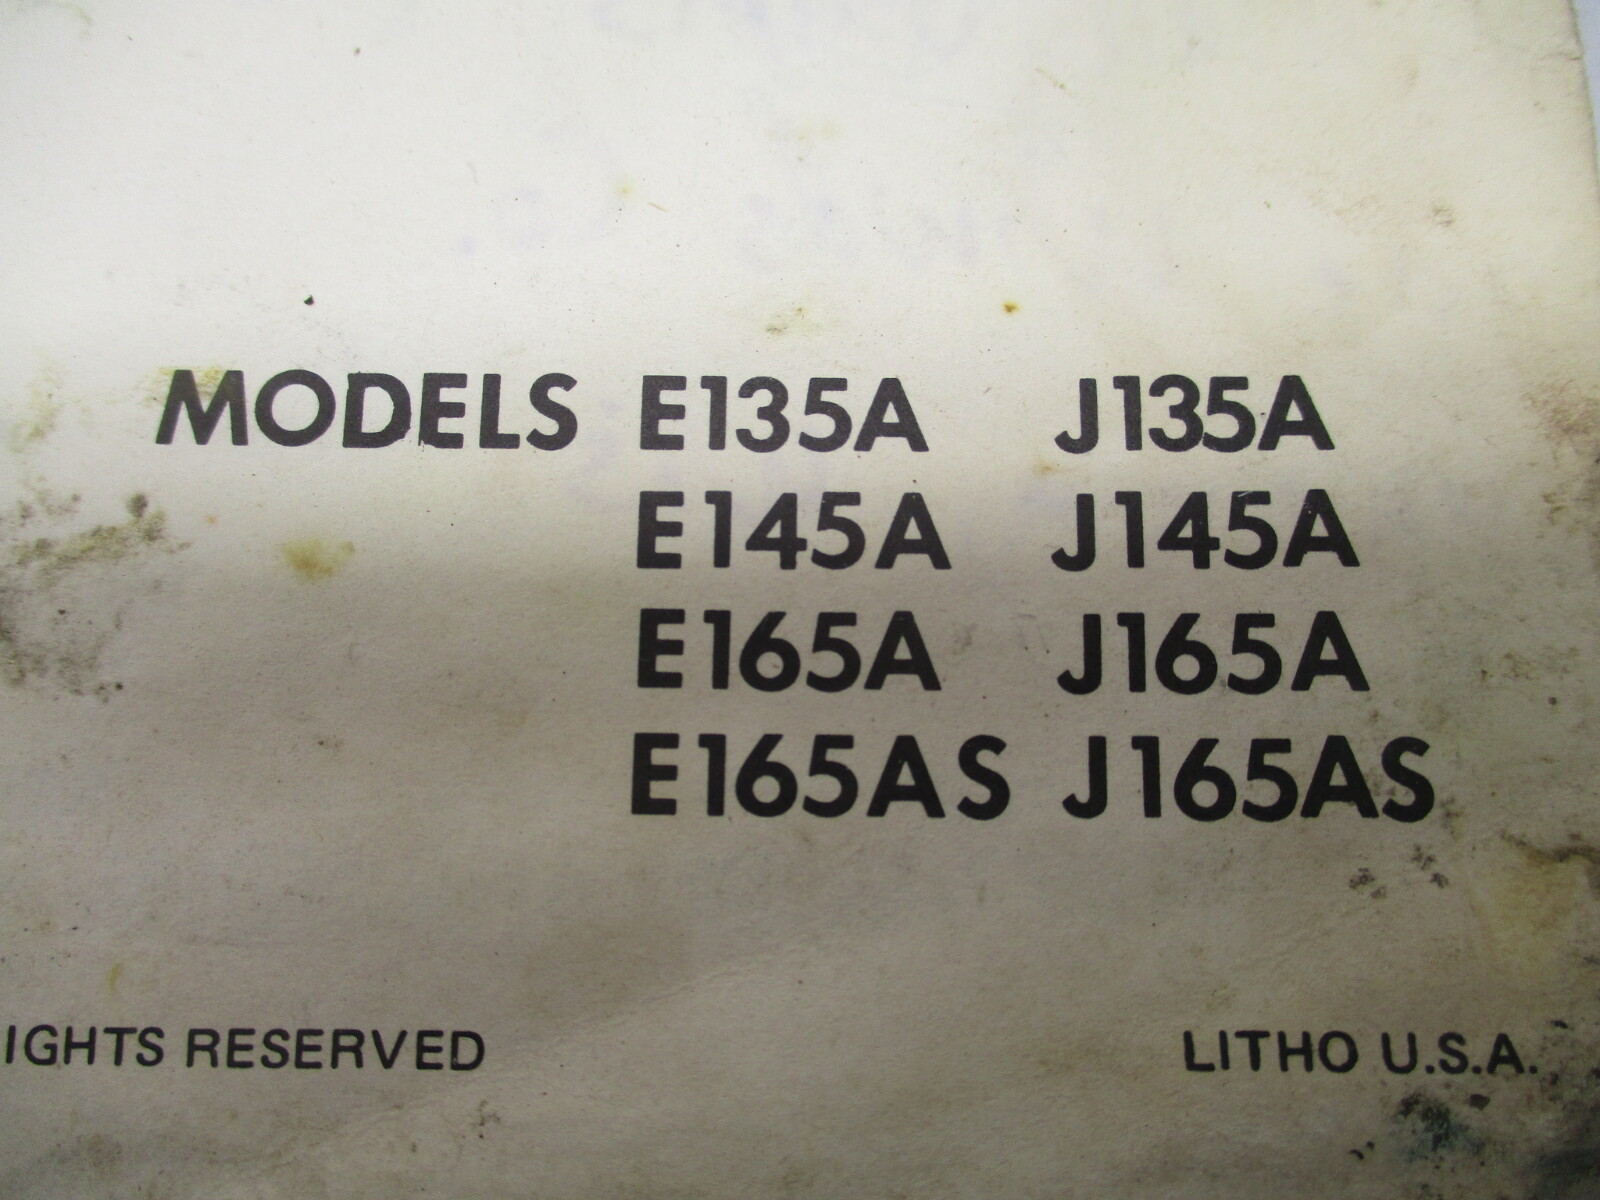 MODELS E135A J135A
E145A J145A
E165A J165A
E165AS J165AS
IGHTS RESERVED LITHO U.S.A.